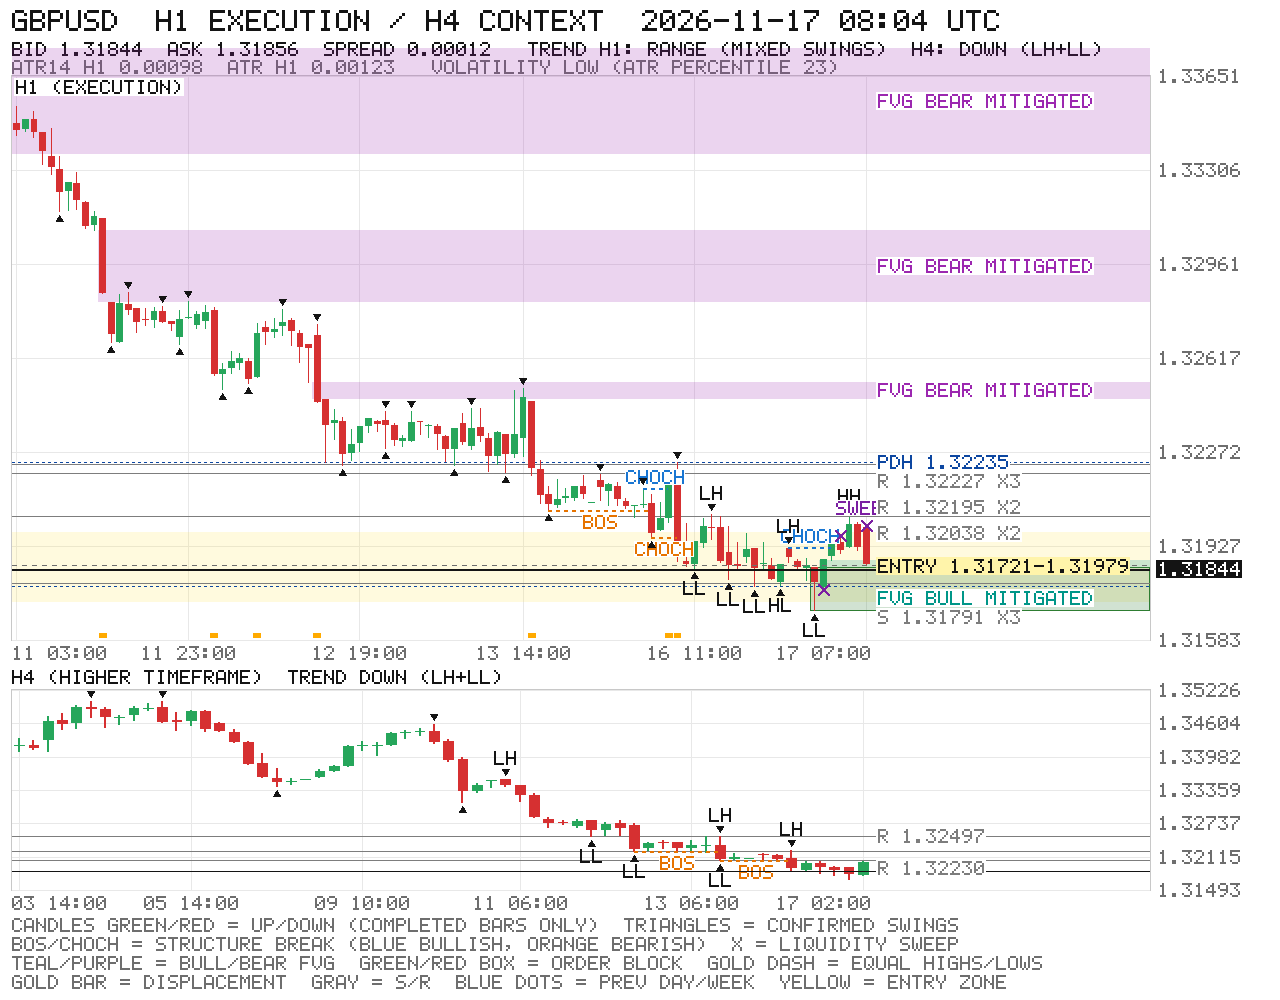 GBPUSD  H1 EXECUTION / H4 CONTEXT  2026-11-17 08:04 UTC
BID 1.31844  ASK 1.31856  SPREAD 0.00012   TREND H1: RANGE (MIXED SWINGS)  H4: DOWN (LH+LL)
ATR14 H1 0.00098  ATR H1 0.00123   VOLATILITY LOW (ATR PERCENTILE 23)
H1 (EXECUTION)
1.33651
FVG BEAR MITIGATED
1.33306
FVG BEAR MITIGATED
1.32961
1.32617
FVG BEAR MITIGATED
1.32272
PDH 1.32235
CHOCH
R 1.32227 X3
LH
HH
SWEE
R 1.32195 X2
BOS
LH
CHOCH
R 1.32038 X2
CHOCH
1.31927
ENTRY 1.31721-1.31979
1.31844
LL
LL
LL
HL
FVG BULL MITIGATED
S 1.31791 X3
LL
1.31583
11 03:00  11 23:00  12 19:00  13 14:00  16 11:00  17 07:00
H4 (HIGHER TIMEFRAME)  TREND DOWN (LH+LL)
1.35226
1.34604
1.33982
LH
1.33359
1.32737
LH
LH
R 1.32497
LL
BOS
1.32115
LL
LL
BOS
R 1.32230
1.31493
03 14:00  05 14:00  09 10:00  11 06:00  13 06:00  17 02:00
CANDLES GREEN/RED = UP/DOWN (COMPLETED BARS ONLY)  TRIANGLES = CONFIRMED SWINGS
BOS/CHOCH = STRUCTURE BREAK (BLUE BULLISH, ORANGE BEARISH)  X = LIQUIDITY SWEEP
TEAL/PURPLE = BULL/BEAR FVG  GREEN/RED BOX = ORDER BLOCK  GOLD DASH = EQUAL HIGHS/LOWS
GOLD BAR = DISPLACEMENT  GRAY = S/R  BLUE DOTS = PREV DAY/WEEK  YELLOW = ENTRY ZONE